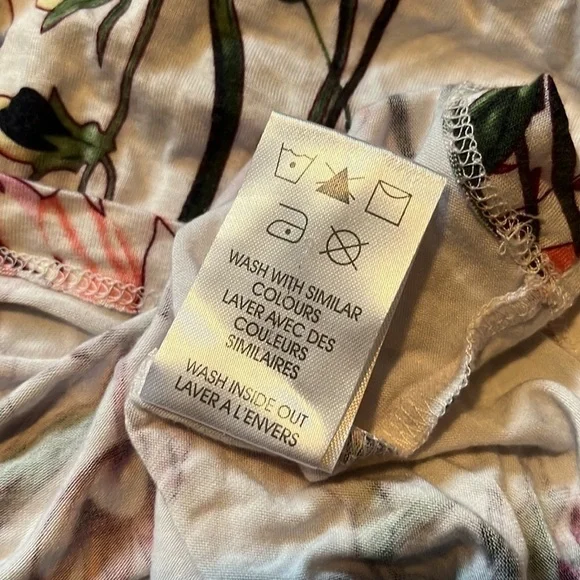 WASH WITH SIMILAR
COLOURS
LAVER AVEC DES
COULEURS
SIMILAIRES
WASH INSIDE OUT
LAVER A L'ENVERS